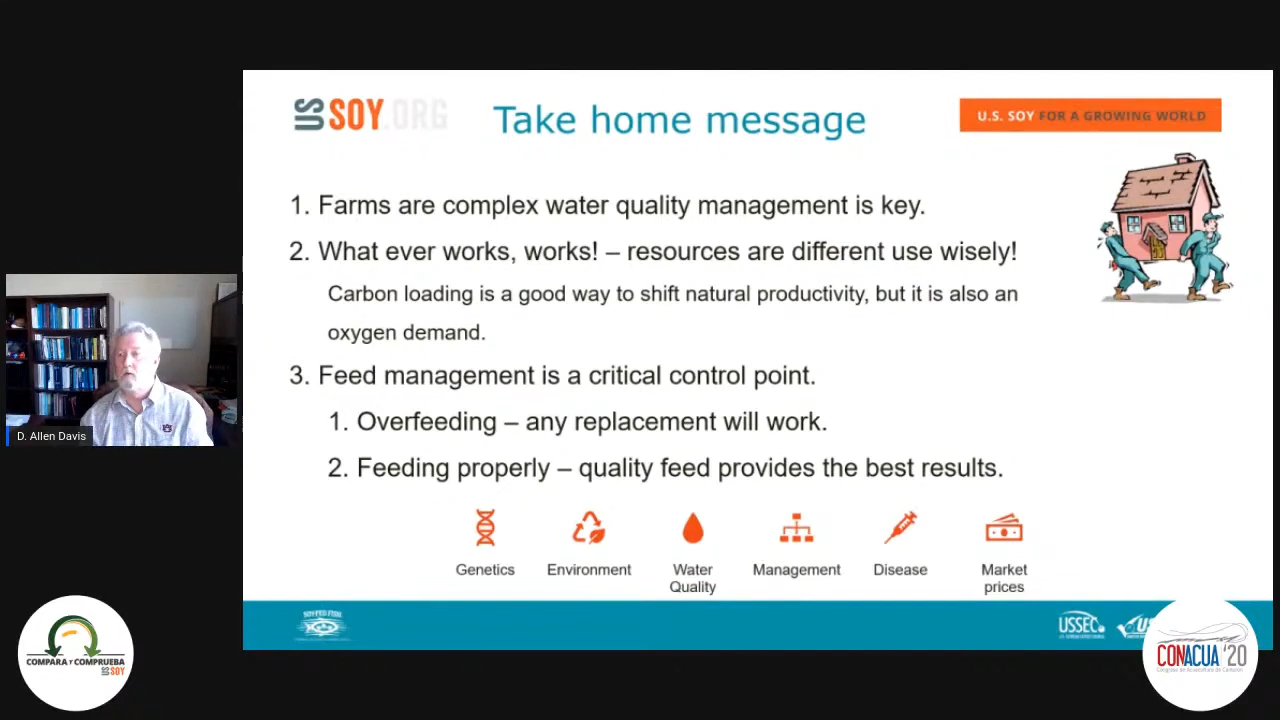 US SOY.ORG
Take home message
U.S. SOY FOR A GROWING WORLD
1. Farms are complex water quality management is key.
2. What ever works, works! – resources are different use wisely!
Carbon loading is a good way to shift natural productivity, but it is also an
oxygen demand.
3. Feed management is a critical control point.
1. Overfeeding – any replacement will work.
2. Feeding properly – quality feed provides the best results.
D. Allen Davis
Genetics
Environment
Water
Quality
Management
Disease
Market
prices
SOY-FED FISH
USSEC
US
COMPARA Y COMPRUEBA
US SOY
CONACUA '20